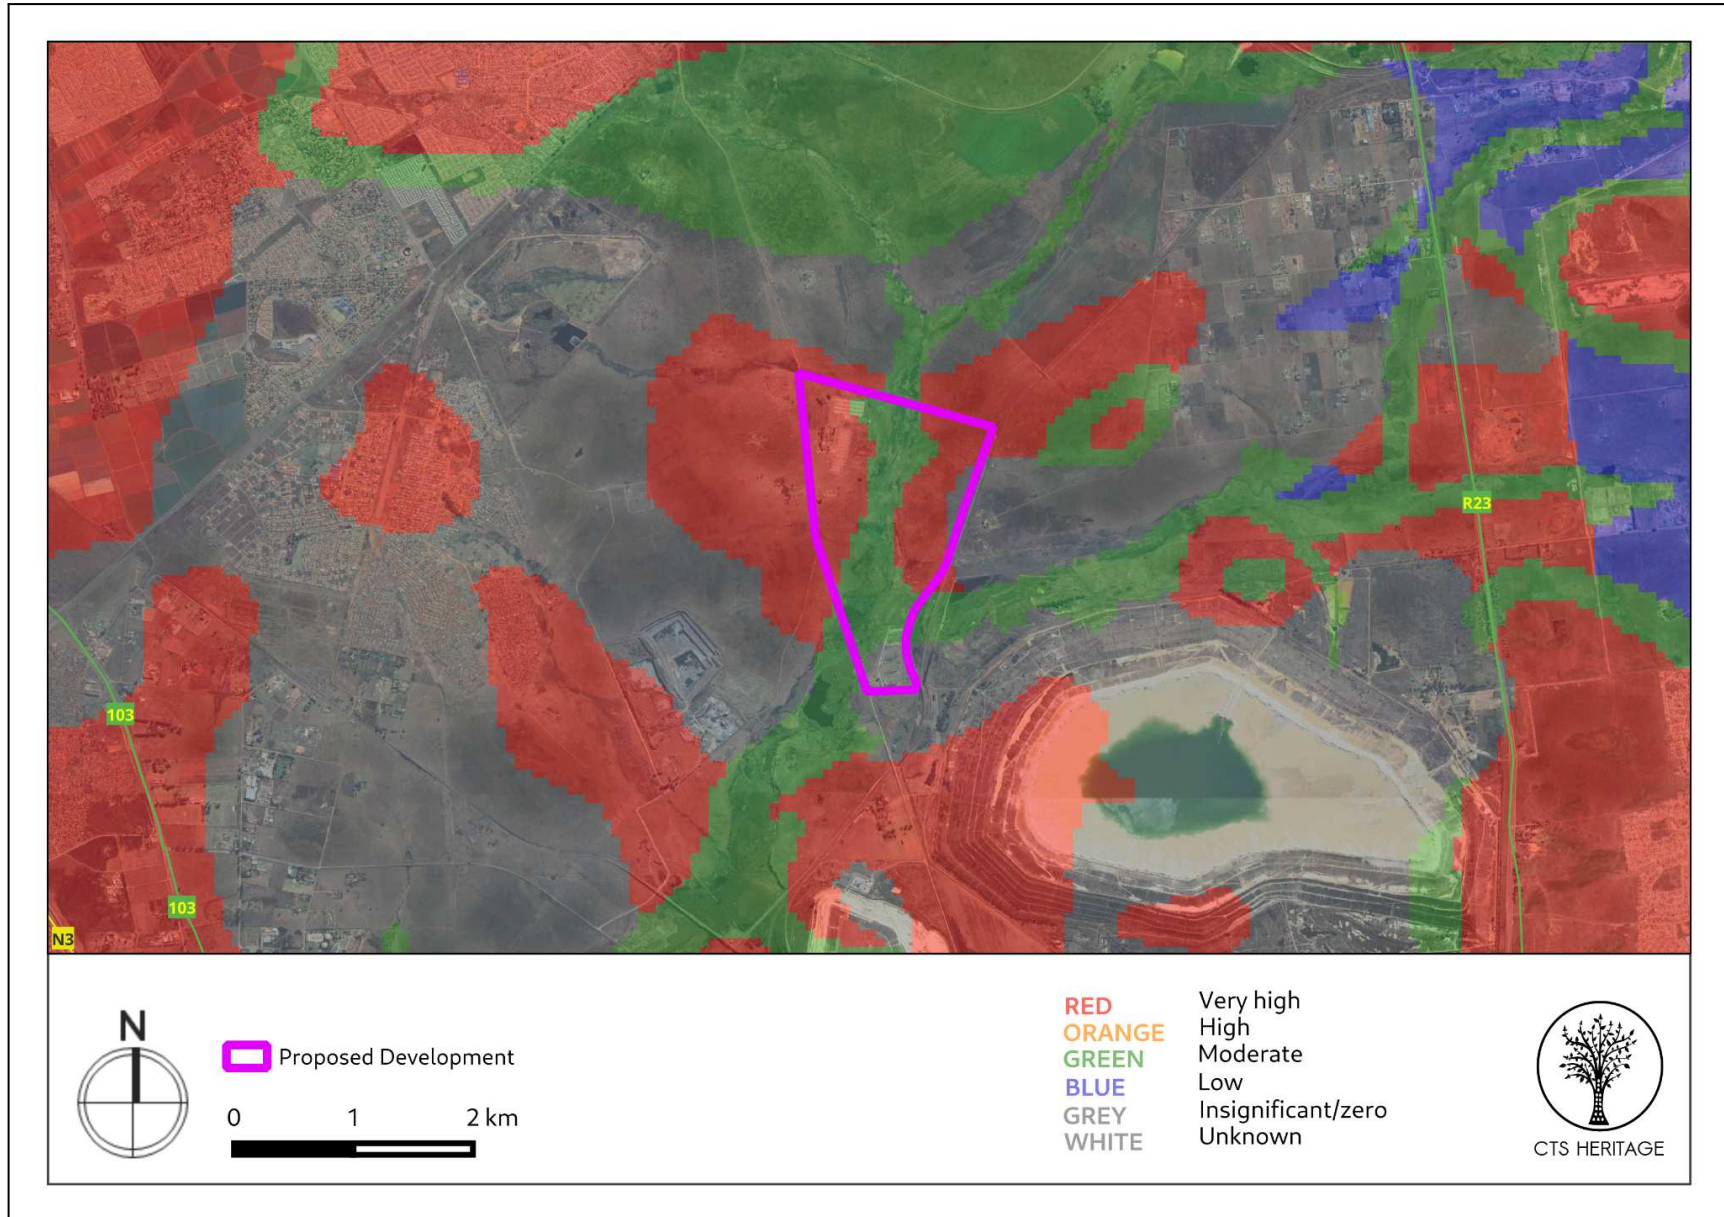 R23
103
103
N3
N
Proposed Development
0 1 2 km
RED Very high
ORANGE High
GREEN Moderate
BLUE Low
GREY Insignificant/zero
WHITE Unknown
CTS HERITAGE